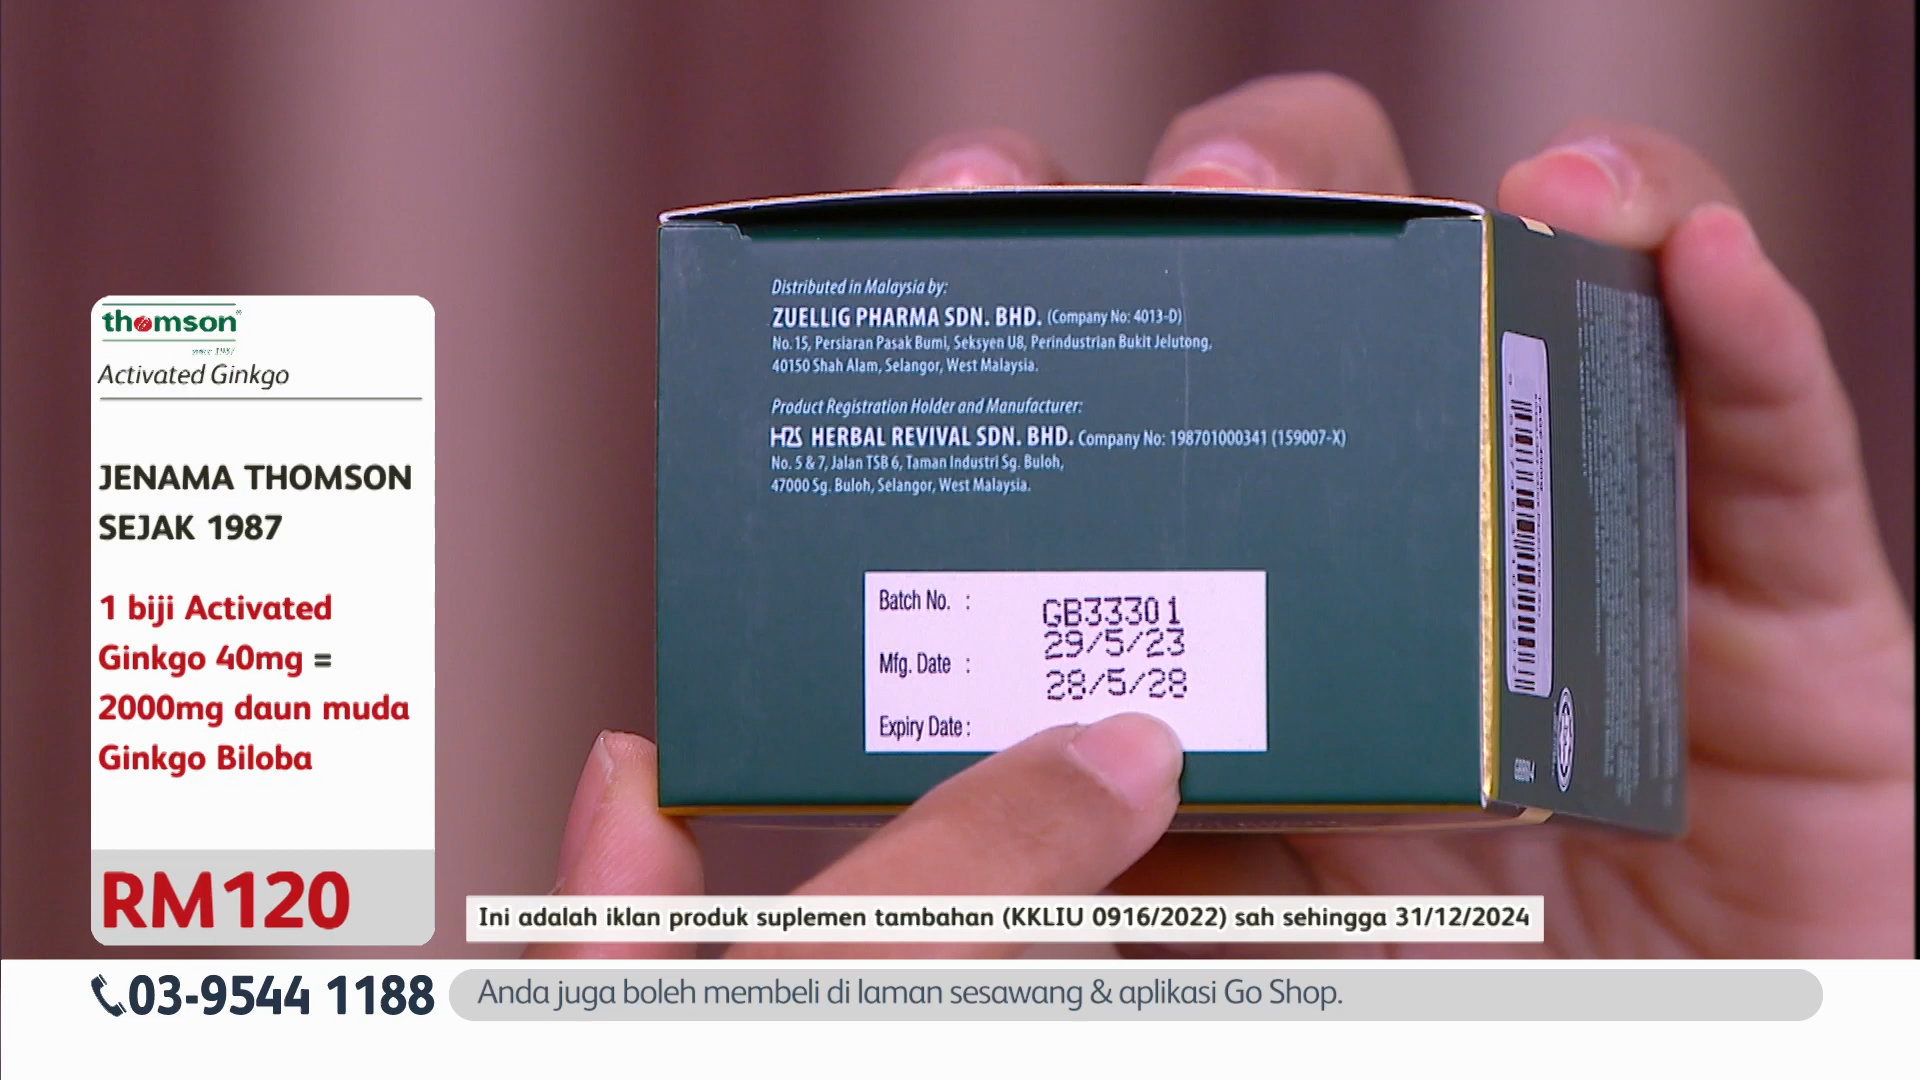 thomson®
since 1987
Activated Ginkgo
JENAMA THOMSON
SEJAK 1987
1 biji Activated
Ginkgo 40mg =
2000mg daun muda
Ginkgo Biloba
RM120
Distributed in Malaysia by:
ZUELLIG PHARMA SDN. BHD. (Company No: 4013-D)
No. 15, Persiaran Pasak Bumi, Seksyen U8, Perindustrian Bukit Jelutong,
40150 Shah Alam, Selangor, West Malaysia.
Product Registration Holder and Manufacturer:
HERBAL REVIVAL SDN. BHD. Company No: 198701000341 (159007-X)
No. 5 & 7, Jalan TSB 6, Taman Industri Sg. Buloh,
47000 Sg. Buloh, Selangor, West Malaysia.
Batch No. : GB33301
Mfg. Date : 29/5/23
Expiry Date : 28/5/28
Ini adalah iklan produk suplemen tambahan (KKLIU 0916/2022) sah sehingga 31/12/2024
03-9544 1188
Anda juga boleh membeli di laman sesawang & aplikasi Go Shop.